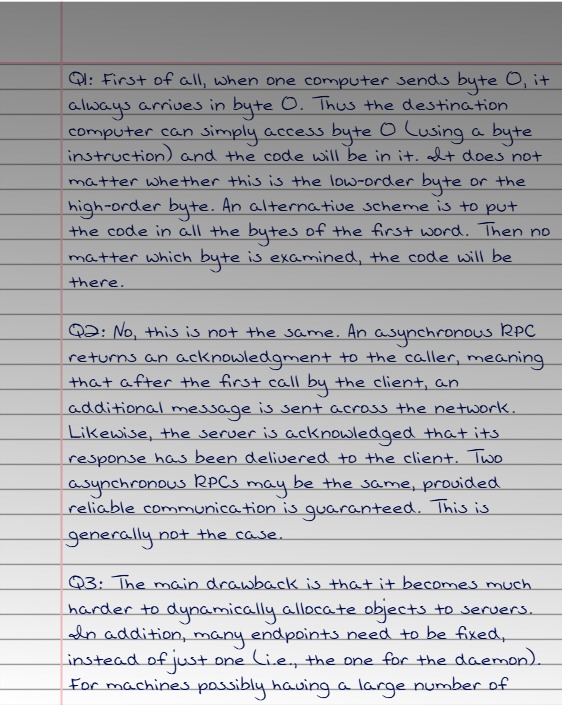 Q1: First of all, when one computer sends byte 0, it
always arrives in byte 0. Thus the destination
computer can simply access byte 0 (using a byte
instruction) and the code will be in it. It does not
matter whether this is the low-order byte or the
high-order byte. An alternative scheme is to put
the code in all the bytes of the first word. Then no
matter which byte is examined, the code will be
there.
Q2: No, this is not the same. An asynchronous RPC
returns an acknowledgment to the caller, meaning
that after the first call by the client, an
additional message is sent across the network.
Likewise, the server is acknowledged that its
response has been delivered to the client. Two
asynchronous RPCs may be the same, provided
reliable communication is guaranteed. This is
generally not the case.
Q3: The main drawback is that it becomes much
harder to dynamically allocate objects to servers.
In addition, many endpoints need to be fixed,
instead of just one (i.e., the one for the daemon).
For machines possibly having a large number of